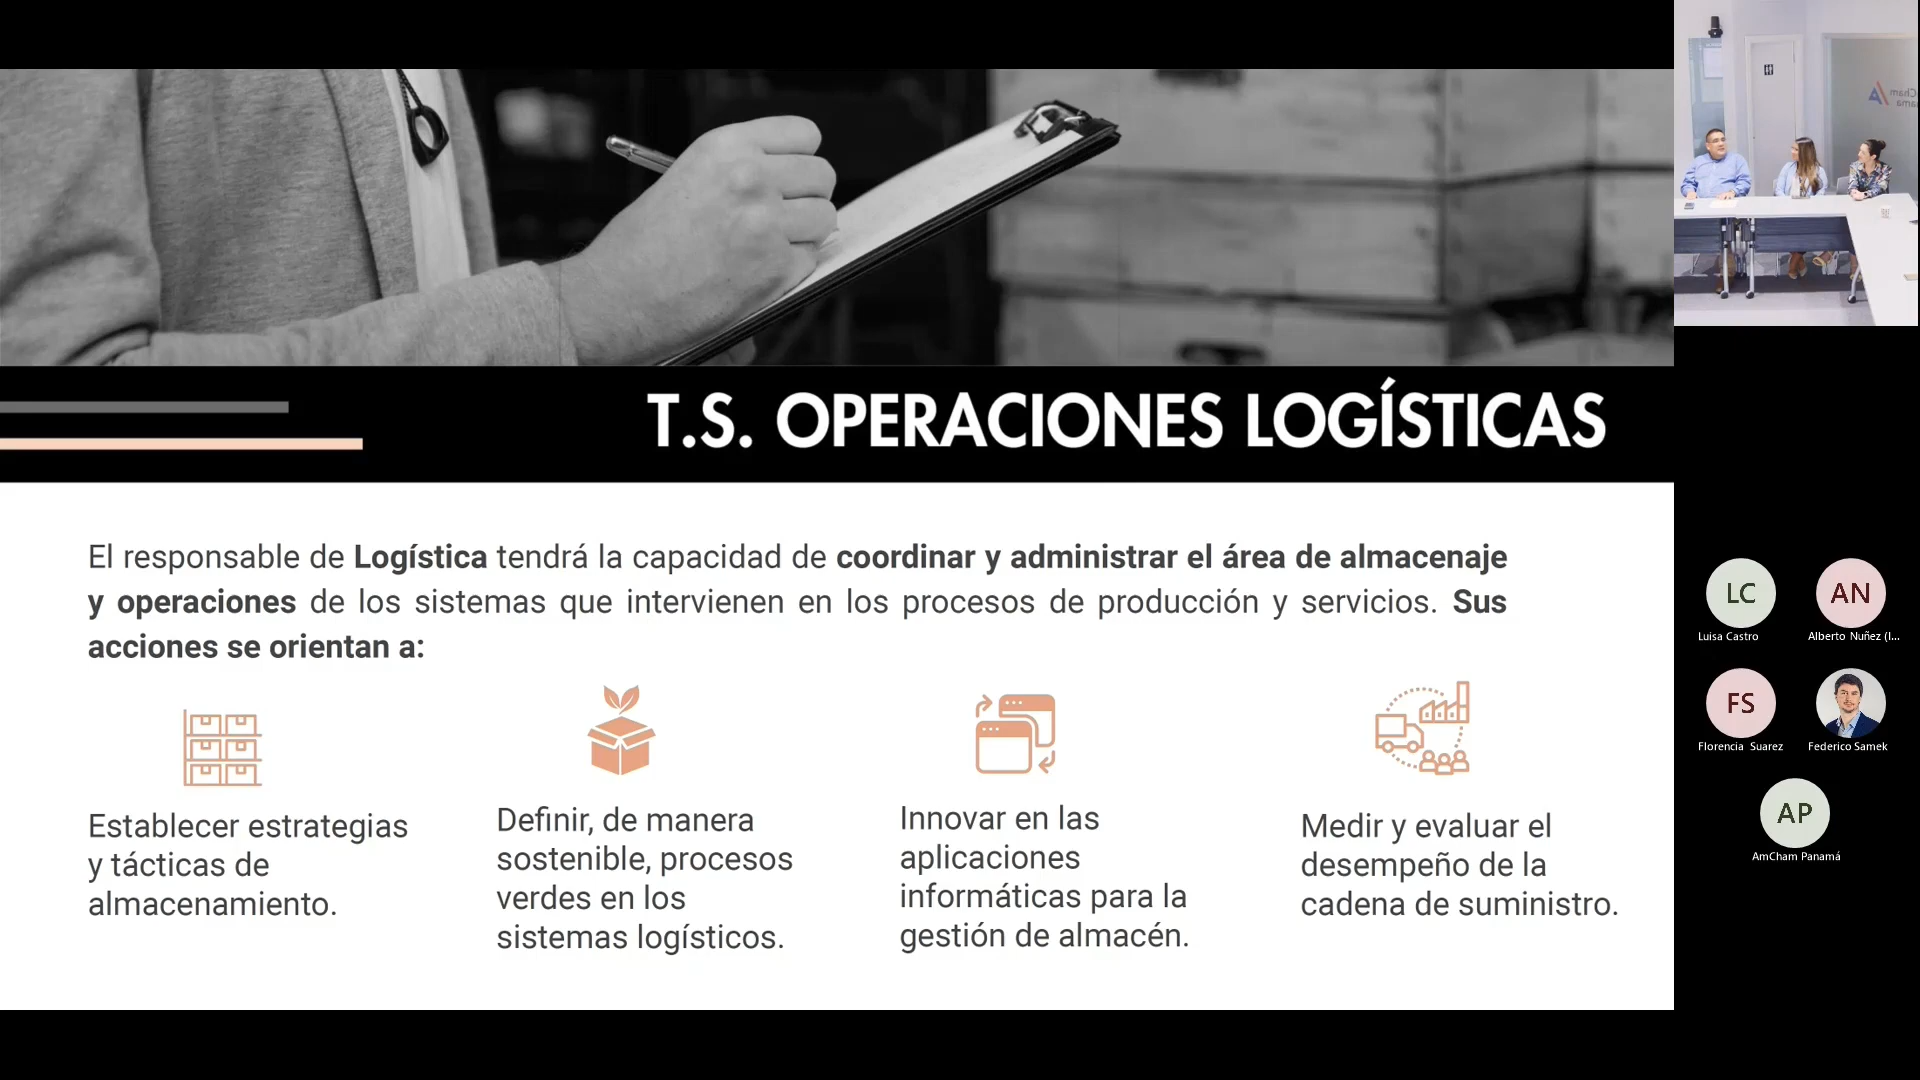 T.S. OPERACIONES LOGÍSTICAS
El responsable de Logística tendrá la capacidad de coordinar y administrar el área de almacenaje
y operaciones de los sistemas que intervienen en los procesos de producción y servicios. Sus
acciones se orientan a:
Establecer estrategias
y tácticas de
almacenamiento.
Definir, de manera
sostenible, procesos
verdes en los
sistemas logísticos.
Innovar en las
aplicaciones
informáticas para la
gestión de almacén.
Medir y evaluar el
desempeño de la
cadena de suministro.
LC
Luisa Castro
AN
Alberto Nuñez (I...
FS
Florencia Suarez
Federico Samek
AP
AmCham Panamá